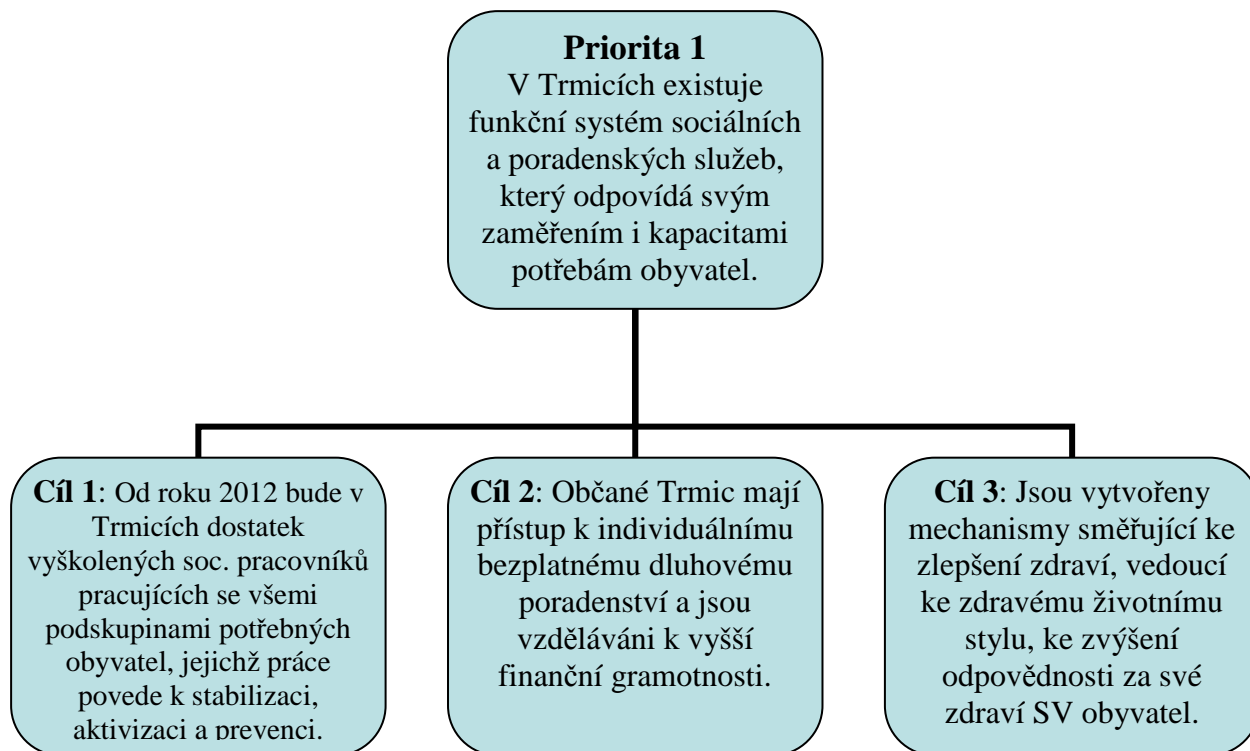 Priorita 1
V Trmicích existuje
funkční systém sociálních
a poradenských služeb,
který odpovídá svým
zaměřením i kapacitami
potřebám obyvatel.
Cíl 1: Od roku 2012 bude v
Trmicích dostatek
vyškolených soc. pracovníků
pracujících se všemi
podskupinami potřebných
obyvatel, jejichž práce
povede k stabilizaci,
aktivizaci a prevenci.
Cíl 2: Občané Trmic mají
přístup k individuálnímu
bezplatnému dluhovému
poradenství a jsou
vzděláváni k vyšší
finanční gramotnosti.
Cíl 3: Jsou vytvořeny
mechanismy směřující ke
zlepšení zdraví, vedoucí
ke zdravému životnímu
stylu, ke zvýšení
odpovědnosti za své
zdraví SV obyvatel.